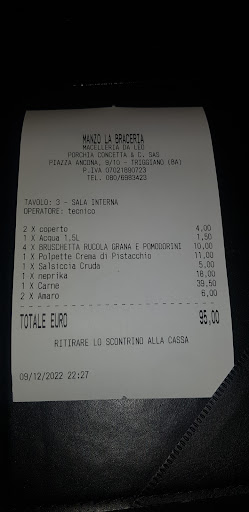 MANZO LA BRACERIA
MACELLERIA DA LEO
PORCHIA CONCETTA & C. SAS
PIAZZA ANCONA, 9/10 - TRIGGIANO (BA)
P.IVA 07021890723
TEL. 080/6983423
TAVOLO: 3 - SALA INTERNA
OPERATORE: tecnico
2 X coperto 4,00
1 X Acqua 1.5L 1,50
4 X BRUSCHETTA RUCOLA GRANA E POMODORINI 10,00
1 X Polpette Crema di Pistacchio 11,00
1 X Salsiccia Cruda 5,00
1 X neprika 18,00
1 X Carne 39,50
2 X Amaro 6,00
TOTALE EURO 95,00
RITIRARE LO SCONTRINO ALLA CASSA
09/12/2022 22:27